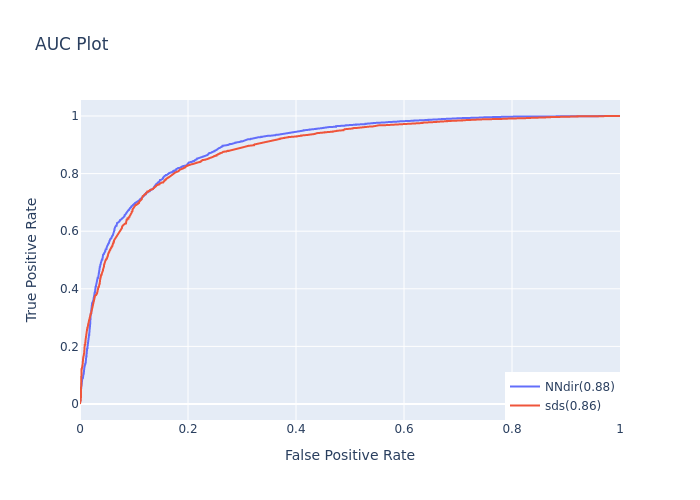 AUC Plot
True Positive Rate
1
0.8
0.6
0.4
0.2
0
0 0.2 0.4 0.6 0.8 1
False Positive Rate
NNdir(0.88)
sds(0.86)